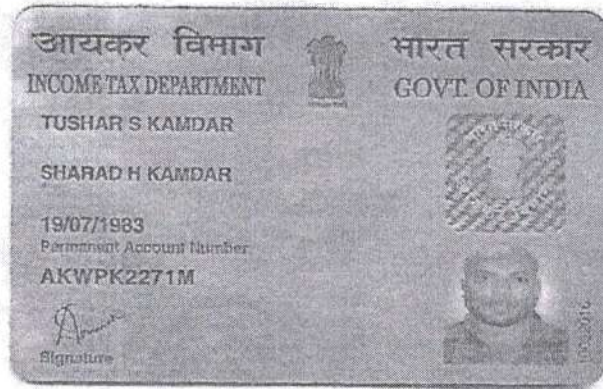 आयकर विभाग
INCOME TAX DEPARTMENT
भारत सरकार
GOVT. OF INDIA
TUSHAR S KAMDAR
SHARAD H KAMDAR
19/07/1983
Permanent Account Number
AKWPK2271M
Signature